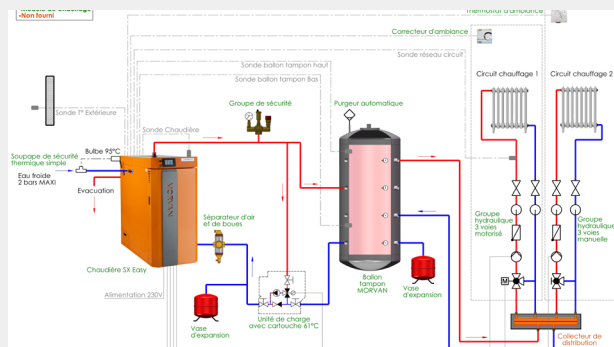 •Non fourni
Thermostat d'ambiance
Correcteur d'ambiance
Sonde réseau circuit
Sonde ballon tampon haut
Sonde ballon tampon Bas
Circuit chauffage 1
Circuit chauffage 2
Sonde T° Extérieure
Groupe de sécurité
Purgeur automatique
Sonde Chaudière
Soupape de sécurité
thermique simple
Bulbe 95°C
Eau froide
2 bars MAXI
Evacuation
MORVAN
Séparateur d'air
et de boues
Groupe
hydraulique
3 voies
motorisé
Groupe
hydraulique
3 voies
manuelle
Chaudière SX Easy
Ballon
tampon
MORVAN
Vase
d'expansion
M
Alimentation 230V
Unité de charge
avec cartouche 61°C
Vase
d'expansion
Collecteur de
distribution